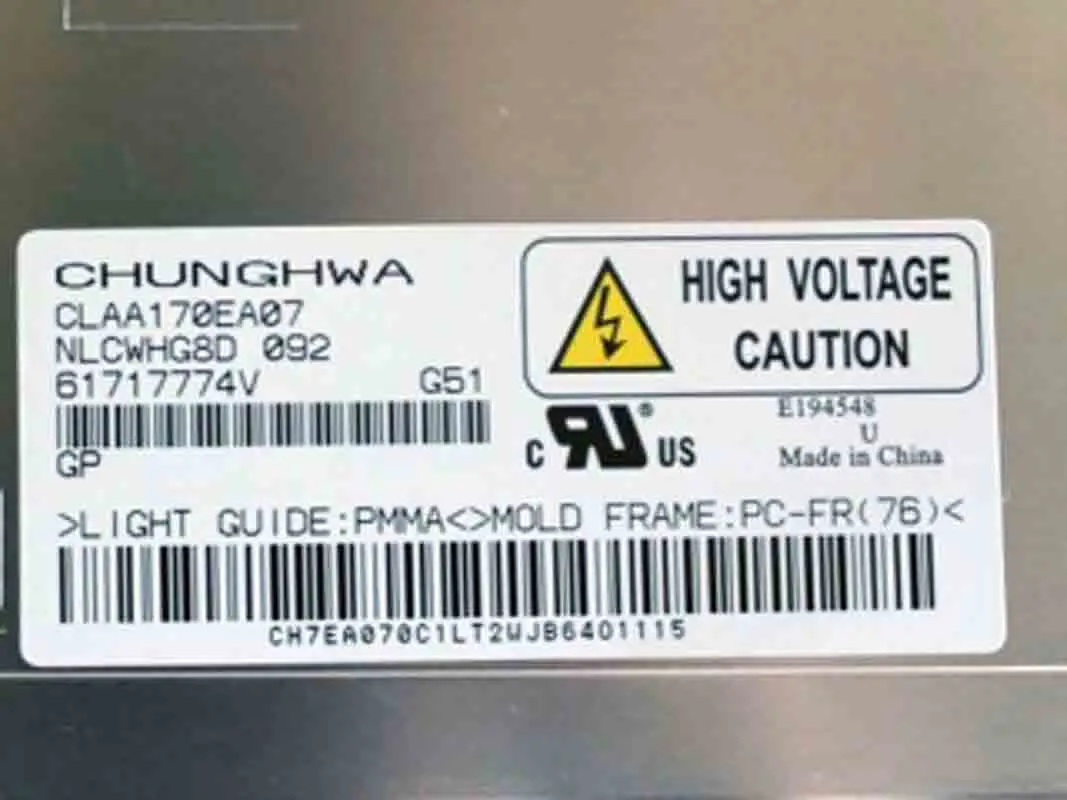 CHUNGHWA
CLAA170EA07
NLCWHG8D 092
61717774V G51
GP
HIGH VOLTAGE
CAUTION
C RU® US
E194548
U
Made in China
>LIGHT GUIDE:PMMA<>MOLD FRAME:PC-FR(76)<
CH7EA070C1LT2WJB6401115